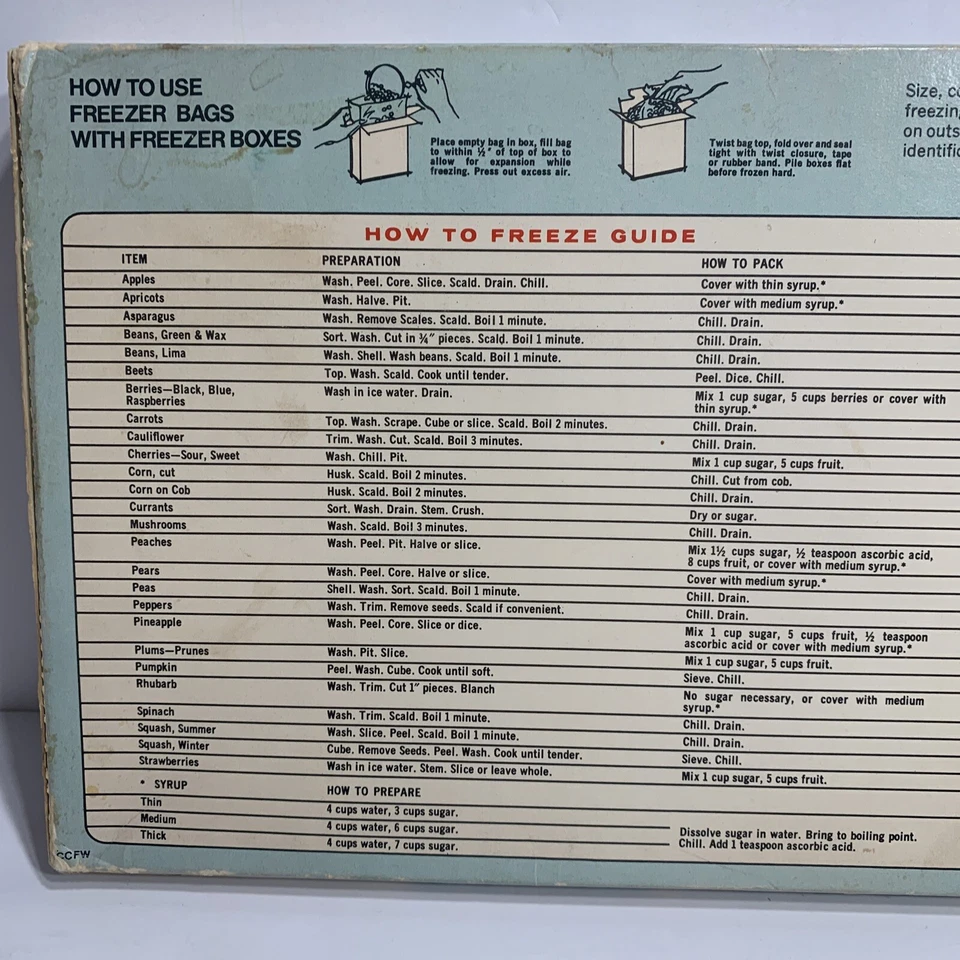 HOW TO USE
FREEZER BAGS
WITH FREEZER BOXES
Place empty bag in box, fill bag
to within ½" of top of box to
allow for expansion while
freezing. Press out excess air.
Twist bag top, fold over and seal
tight with twist closure, tape
or rubber band. Pile boxes flat
before frozen hard.
Size, co
freezin
on outs
identific
HOW TO FREEZE GUIDE
ITEM PREPARATION HOW TO PACK
Apples Wash. Peel. Core. Slice. Scald. Drain. Chill. Cover with thin syrup.*
Apricots Wash. Halve. Pit. Cover with medium syrup.*
Asparagus Wash. Remove Scales. Scald. Boil 1 minute. Chill. Drain.
Beans, Green & Wax Sort. Wash. Cut in ¾" pieces. Scald. Boil 1 minute. Chill. Drain.
Beans, Lima Wash. Shell. Wash beans. Scald. Boil 1 minute. Chill. Drain.
Beets Top. Wash. Scald. Cook until tender. Peel. Dice. Chill.
Berries—Black, Blue, Wash in ice water. Drain. Mix 1 cup sugar, 5 cups berries or cover with
Raspberries thin syrup.*
Carrots Top. Wash. Scrape. Cube or slice. Scald. Boil 2 minutes. Chill. Drain.
Cauliflower Trim. Wash. Cut. Scald. Boil 3 minutes. Chill. Drain.
Cherries—Sour, Sweet Wash. Chill. Pit. Mix 1 cup sugar, 5 cups fruit.
Corn, cut Husk. Scald. Boil 2 minutes. Chill. Cut from cob.
Corn on Cob Husk. Scald. Boil 2 minutes. Chill. Drain.
Currants Sort. Wash. Drain. Stem. Crush. Dry or sugar.
Mushrooms Wash. Scald. Boil 3 minutes. Chill. Drain.
Peaches Wash. Peel. Pit. Halve or slice. Mix 1½ cups sugar, ½ teaspoon ascorbic acid,
8 cups fruit, or cover with medium syrup.*
Pears Wash. Peel. Core. Halve or slice. Cover with medium syrup.*
Peas Shell. Wash. Sort. Scald. Boil 1 minute. Chill. Drain.
Peppers Wash. Trim. Remove seeds. Scald if convenient. Chill. Drain.
Pineapple Wash. Peel. Core. Slice or dice. Mix 1 cup sugar, 5 cups fruit, ½ teaspoon
ascorbic acid or cover with medium syrup.*
Plums—Prunes Wash. Pit. Slice. Mix 1 cup sugar, 5 cups fruit.
Pumpkin Peel. Wash. Cube. Cook until soft. Sieve. Chill.
Rhubarb Wash. Trim. Cut 1" pieces. Blanch No sugar necessary, or cover with medium
syrup.*
Spinach Wash. Trim. Scald. Boil 1 minute. Chill. Drain.
Squash, Summer Wash. Slice. Peel. Scald. Boil 1 minute. Chill. Drain.
Squash, Winter Cube. Remove Seeds. Peel. Wash. Cook until tender. Sieve. Chill.
Strawberries Wash in ice water. Stem. Slice or leave whole. Mix 1 cup sugar, 5 cups fruit.
* SYRUP HOW TO PREPARE
Thin 4 cups water, 3 cups sugar.
Medium 4 cups water, 6 cups sugar. Dissolve sugar in water. Bring to boiling point.
Thick 4 cups water, 7 cups sugar. Chill. Add 1 teaspoon ascorbic acid.
CCFW